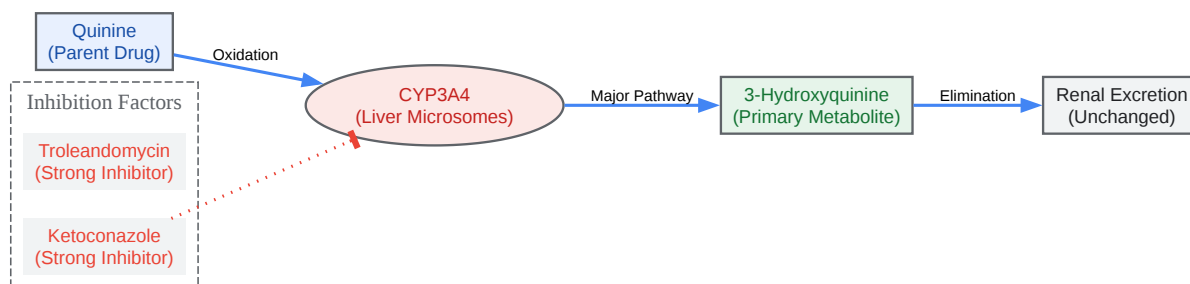 Quinine
(Parent Drug)
Oxidation
Inhibition Factors
Troleandomycin
(Strong Inhibitor)
Ketoconazole
(Strong Inhibitor)
CYP3A4
(Liver Microsomes)
Major Pathway
3-Hydroxyquinine
(Primary Metabolite)
Elimination
Renal Excretion
(Unchanged)